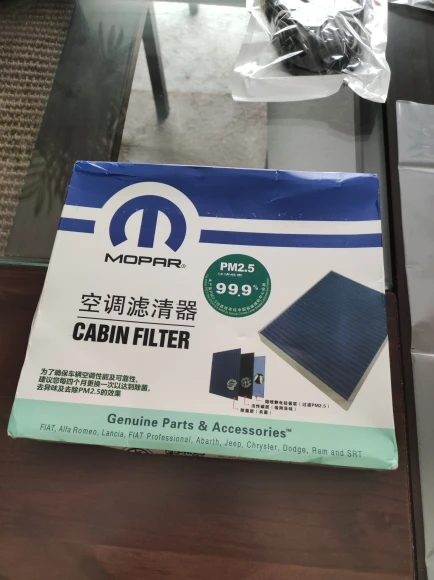 MOPAR®
PM2.5
99.9%
空调滤清器
CABIN FILTER
为了确保车辆空调性能及可靠性,
建议您每四个月更换一次以达到除菌,
去异味及去除PM2.5的效果
Genuine Parts & Accessories™
FIAT, Alfa Romeo, Lancia, FIAT Professional, Abarth, Jeep, Chrysler, Dodge, Ram and SRT